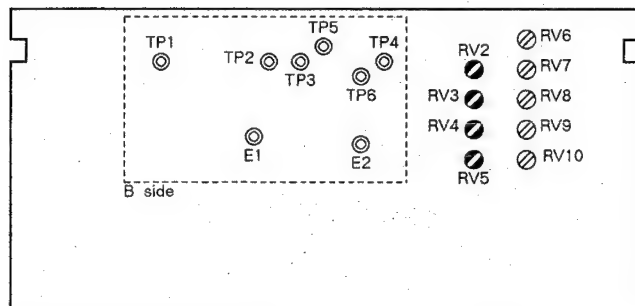 TP1
TP2
TP3
TP5
TP4
TP6
E1
E2
B side
RV2
RV3
RV4
RV5
RV6
RV7
RV8
RV9
RV10